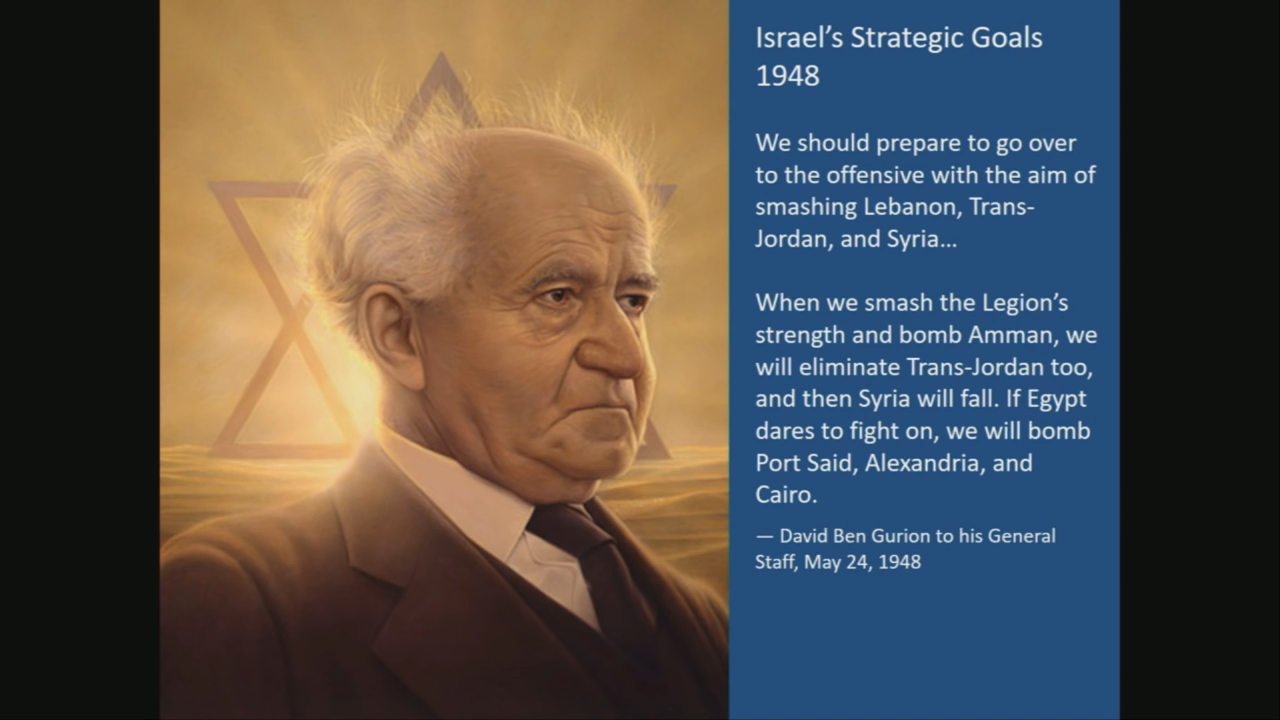 Israel’s Strategic Goals
1948
We should prepare to go over
to the offensive with the aim of
smashing Lebanon, Trans-
Jordan, and Syria…
When we smash the Legion’s
strength and bomb Amman, we
will eliminate Trans-Jordan too,
and then Syria will fall. If Egypt
dares to fight on, we will bomb
Port Said, Alexandria, and
Cairo.
— David Ben Gurion to his General
Staff, May 24, 1948